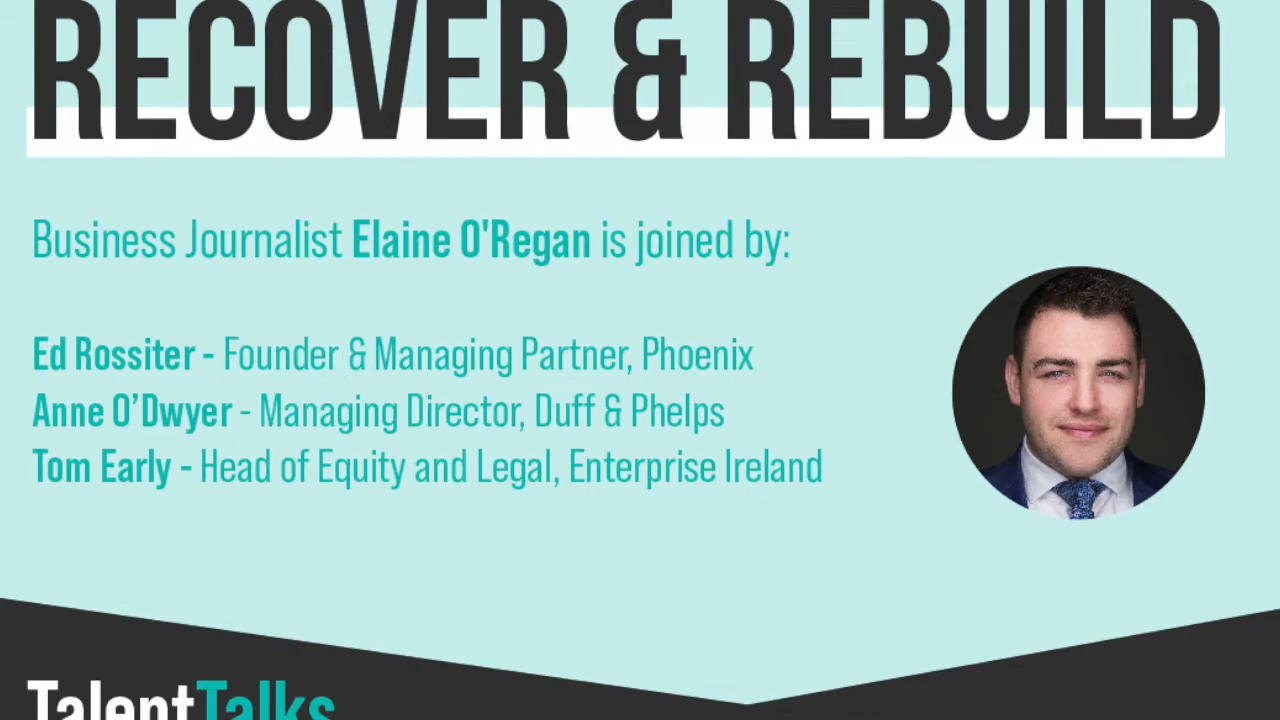 RECOVER & REBUILD
Business Journalist Elaine O'Regan is joined by:
Ed Rossiter - Founder & Managing Partner, Phoenix
Anne O’Dwyer - Managing Director, Duff & Phelps
Tom Early - Head of Equity and Legal, Enterprise Ireland
TalentTalks